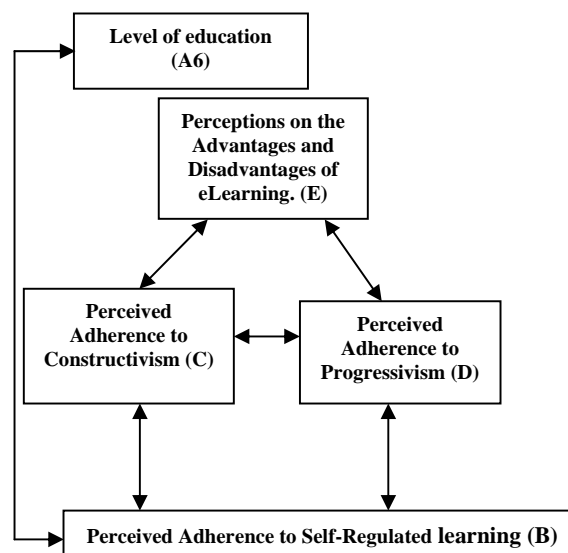 Level of education
(A6)
Perceptions on the
Advantages and
Disadvantages of
eLearning. (E)
Perceived
Adherence to
Constructivism (C)
Perceived
Adherence to
Progressivism (D)
Perceived Adherence to Self-Regulated learning (B)